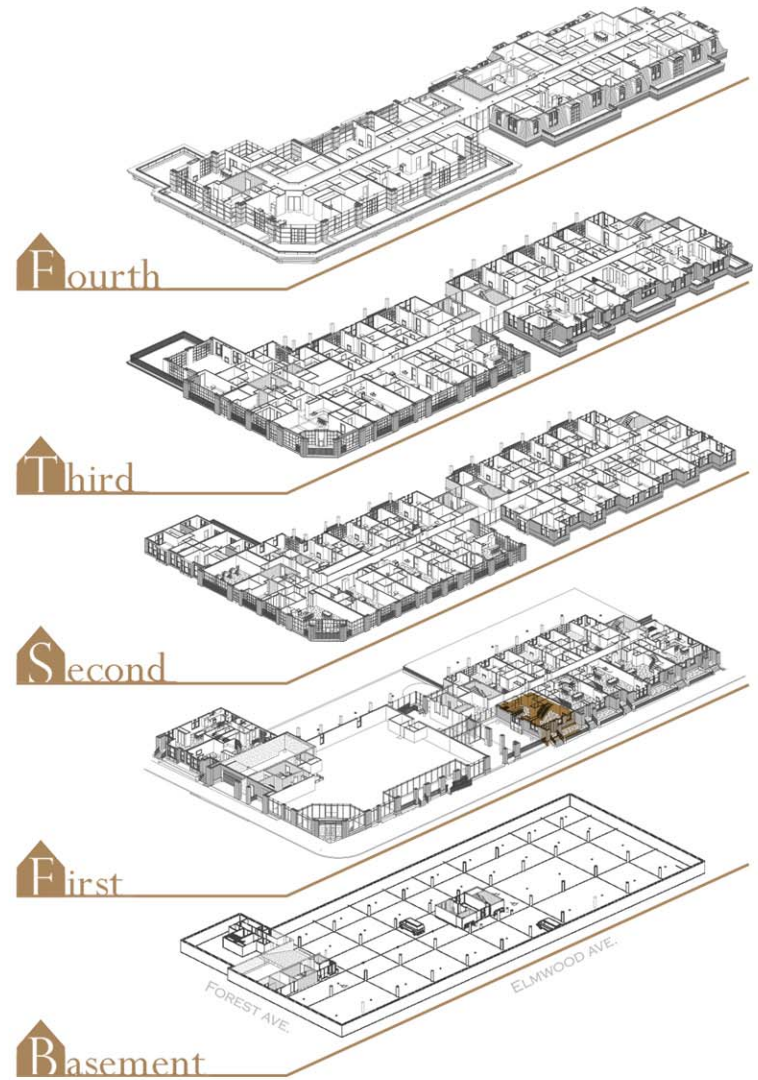 Fourth
Third
Second
First
FOREST AVE.
ELMWOOD AVE.
Basement